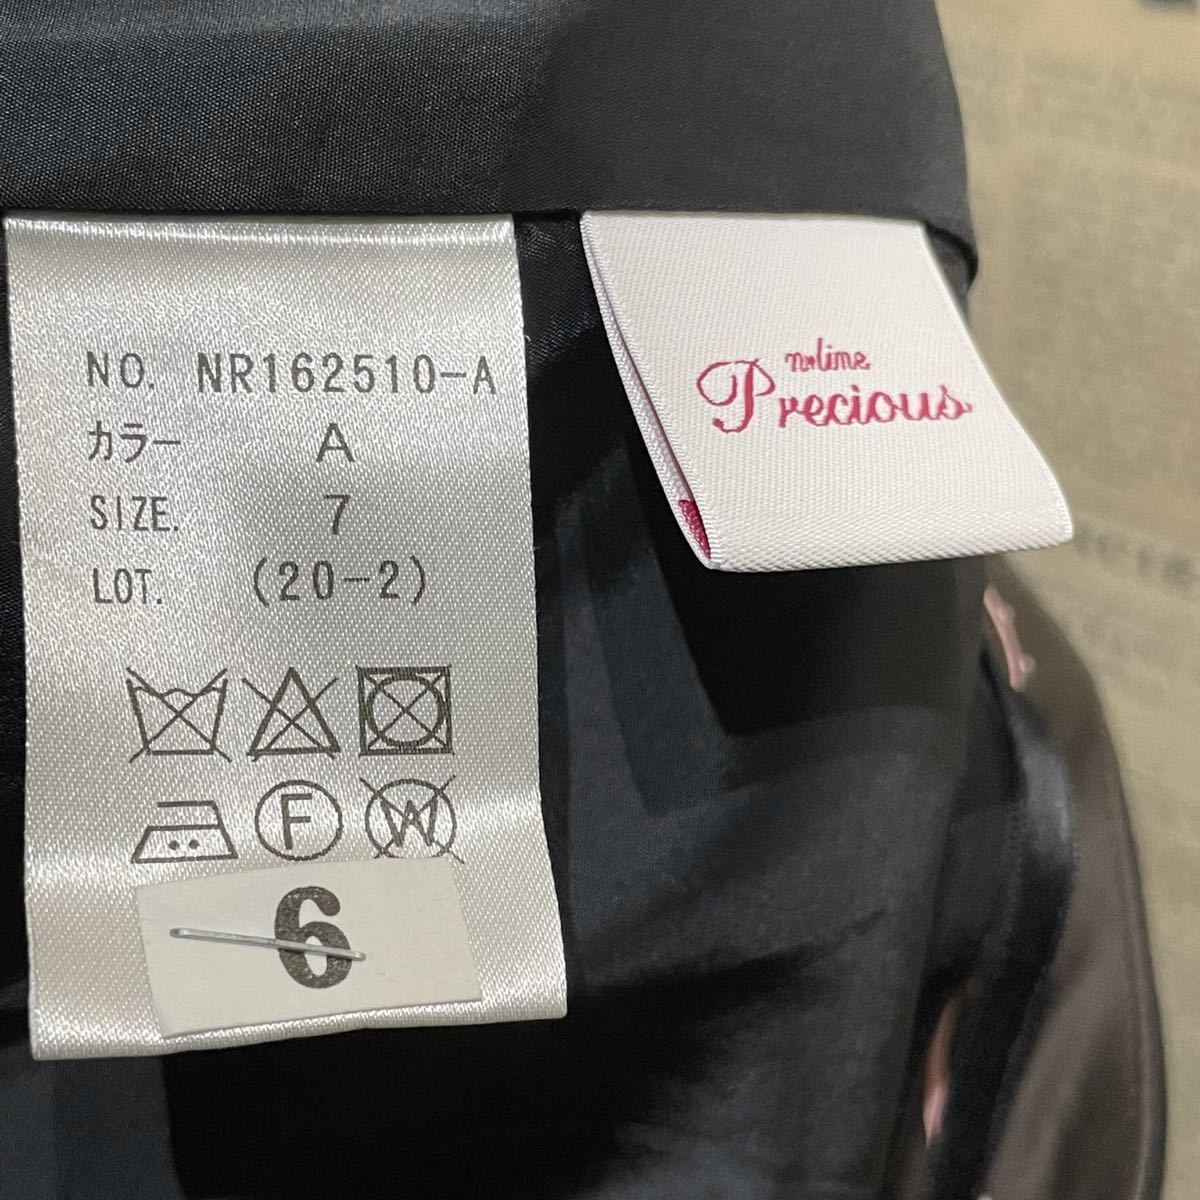 NO. NR162510-A
カラー A
SIZE. 7
LOT. (20-2)
F W
6
n♥line
Precious